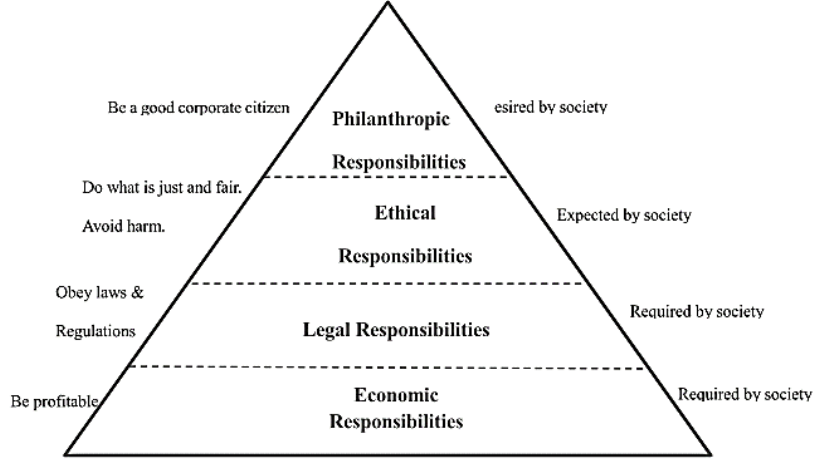 Be a good corporate citizen
Philanthropic
Responsibilities
esired by society
Do what is just and fair.
Avoid harm.
Ethical
Responsibilities
Expected by society
Obey laws &
Regulations
Legal Responsibilities
Required by society
Be profitable
Economic
Responsibilities
Required by society